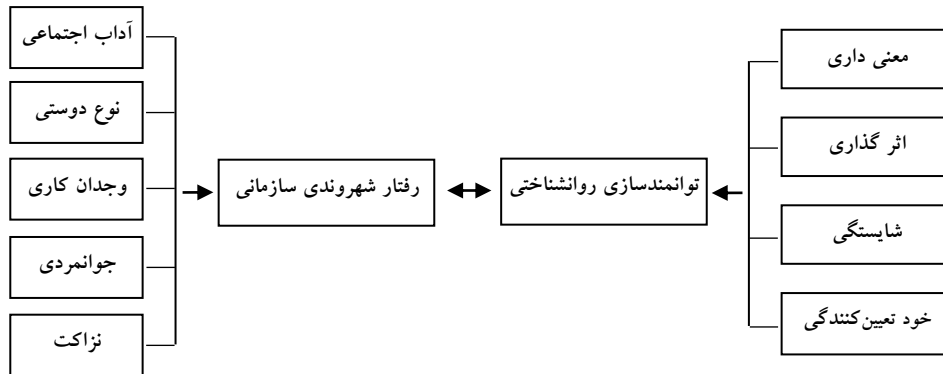 معنی داری
اثر گذاری
شایستگی
خود تعیین‌کنندگی
توانمندسازی روانشناختی
رفتار شهروندی سازمانی
آداب اجتماعی
نوع دوستی
وجدان کاری
جوانمردی
نزاکت